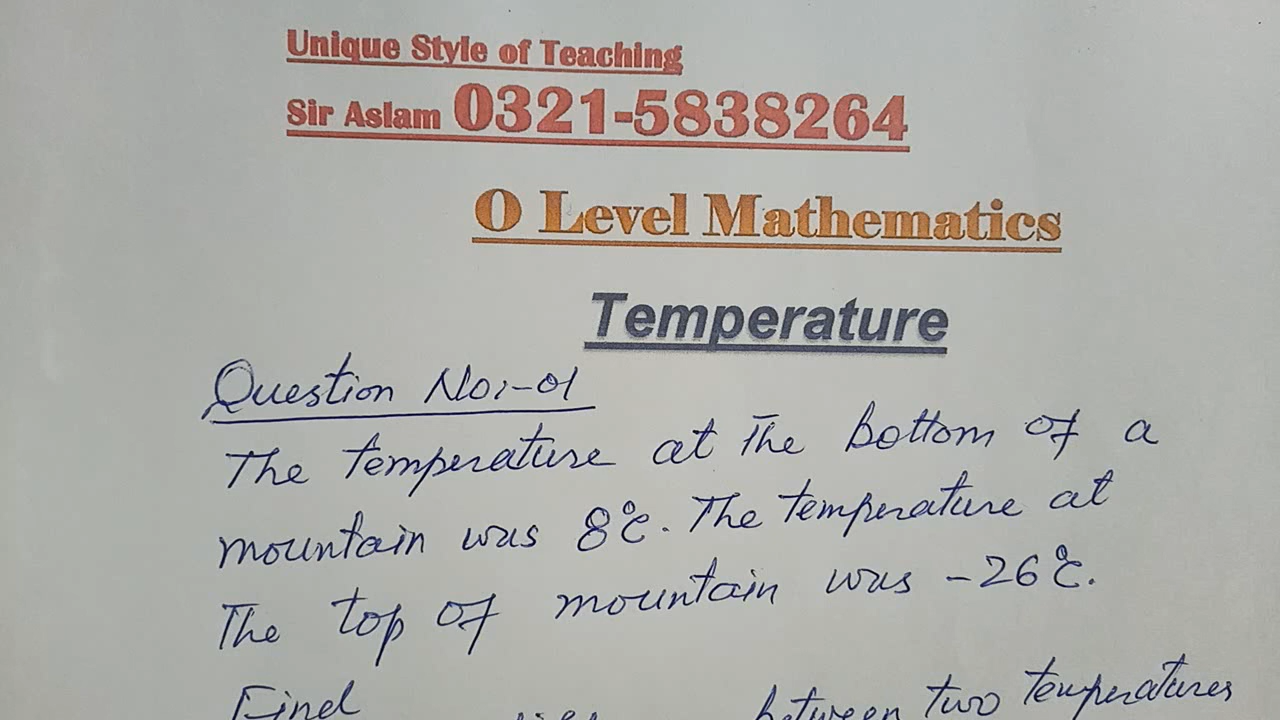 Unique Style of Teaching
Sir Aslam 0321-5838264
O Level Mathematics
Temperature
Question No:-01
The temperature at The bottom of a
mountain was 8°C. The temperature at
The top of mountain was -26°C.
Find between two temperatures